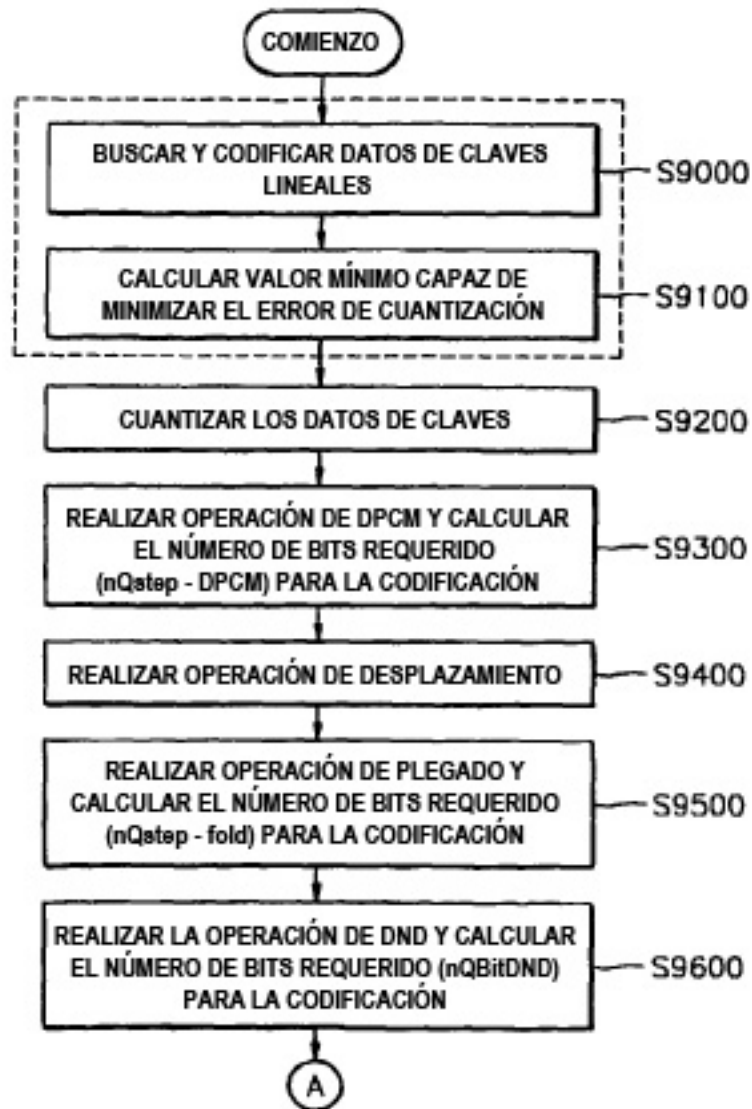 COMIENZO
BUSCAR Y CODIFICAR DATOS DE CLAVES
LINEALES
S9000
CALCULAR VALOR MÍNIMO CAPAZ DE
MINIMIZAR EL ERROR DE CUANTIZACIÓN
S9100
CUANTIZAR LOS DATOS DE CLAVES
S9200
REALIZAR OPERACIÓN DE DPCM Y CALCULAR
EL NÚMERO DE BITS REQUERIDO
(nQstep - DPCM) PARA LA CODIFICACIÓN
S9300
REALIZAR OPERACIÓN DE DESPLAZAMIENTO
S9400
REALIZAR OPERACIÓN DE PLEGADO Y
CALCULAR EL NÚMERO DE BITS REQUERIDO
(nQstep - fold) PARA LA CODIFICACIÓN
S9500
REALIZAR LA OPERACIÓN DE DND Y CALCULAR
EL NÚMERO DE BITS REQUERIDO (nQBitDND)
PARA LA CODIFICACIÓN
S9600
A